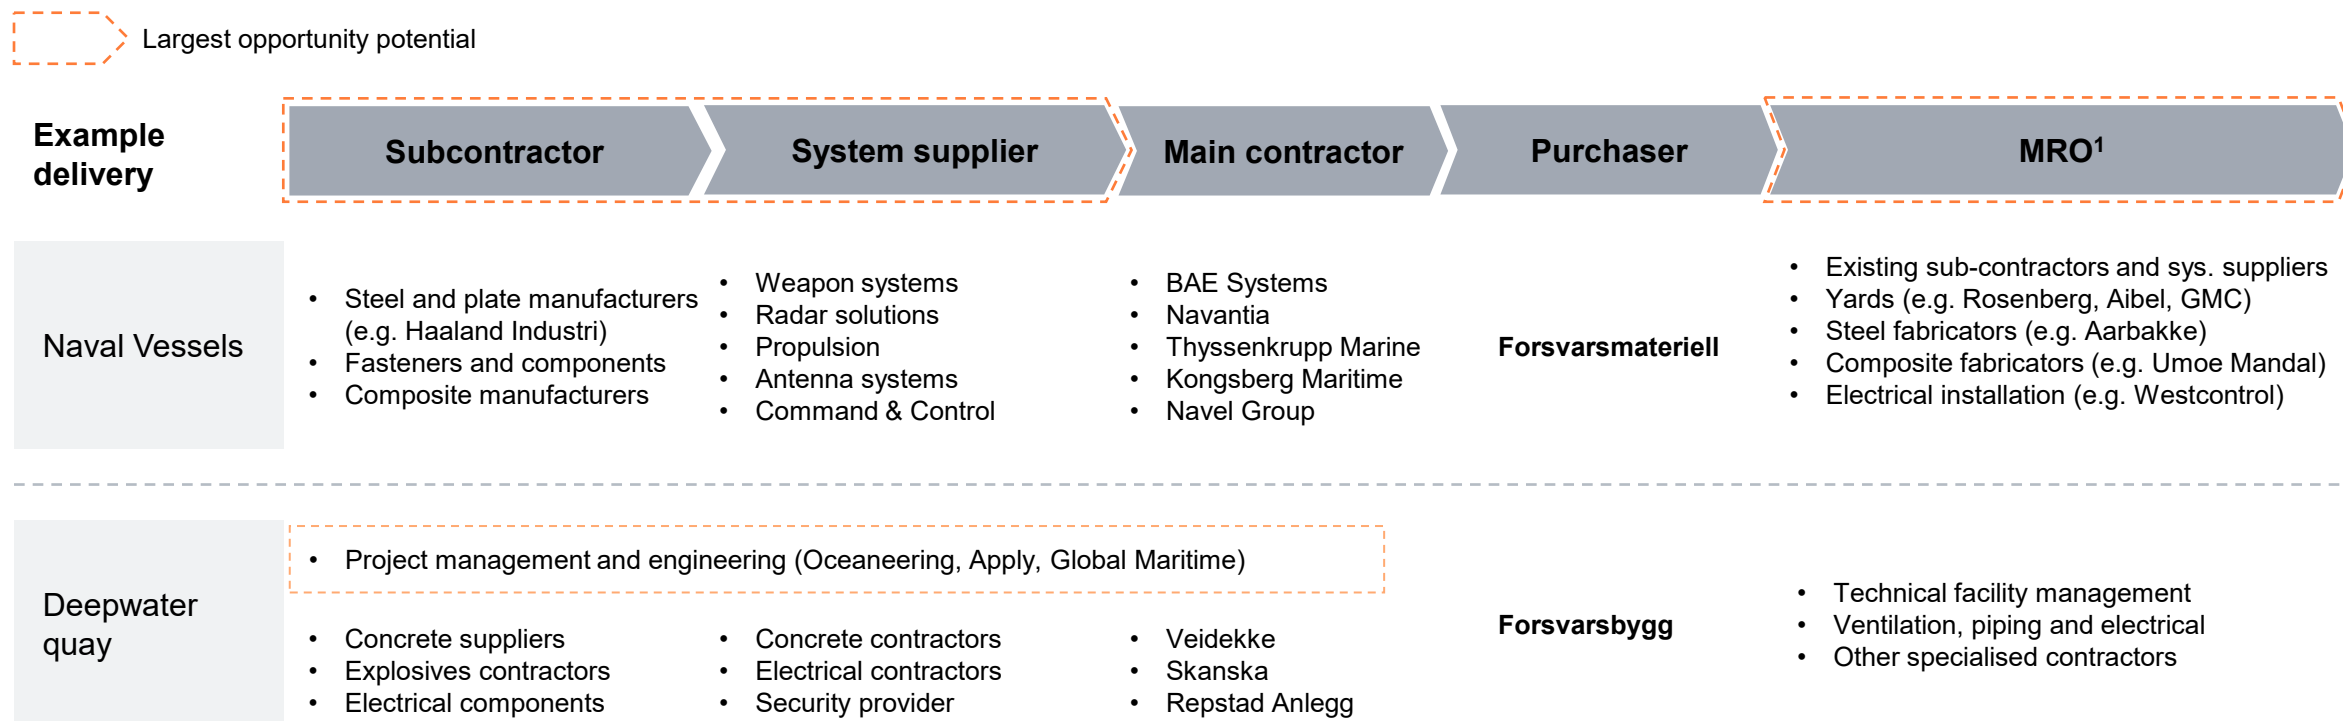 Largest opportunity potential
Example
delivery
Subcontractor
System supplier
Main contractor
Purchaser
MRO¹
Naval Vessels
• Steel and plate manufacturers
(e.g. Haaland Industri)
• Fasteners and components
• Composite manufacturers
• Weapon systems
• Radar solutions
• Propulsion
• Antenna systems
• Command & Control
• BAE Systems
• Navantia
• Thyssenkrupp Marine
• Kongsberg Maritime
• Navel Group
Forsvarsmateriell
• Existing sub-contractors and sys. suppliers
• Yards (e.g. Rosenberg, Aibel, GMC)
• Steel fabricators (e.g. Aarbakke)
• Composite fabricators (e.g. Umoe Mandal)
• Electrical installation (e.g. Westcontrol)
Deepwater
quay
• Project management and engineering (Oceaneering, Apply, Global Maritime)
• Concrete suppliers
• Explosives contractors
• Electrical components
• Concrete contractors
• Electrical contractors
• Security provider
• Veidekke
• Skanska
• Repstad Anlegg
Forsvarsbygg
• Technical facility management
• Ventilation, piping and electrical
• Other specialised contractors